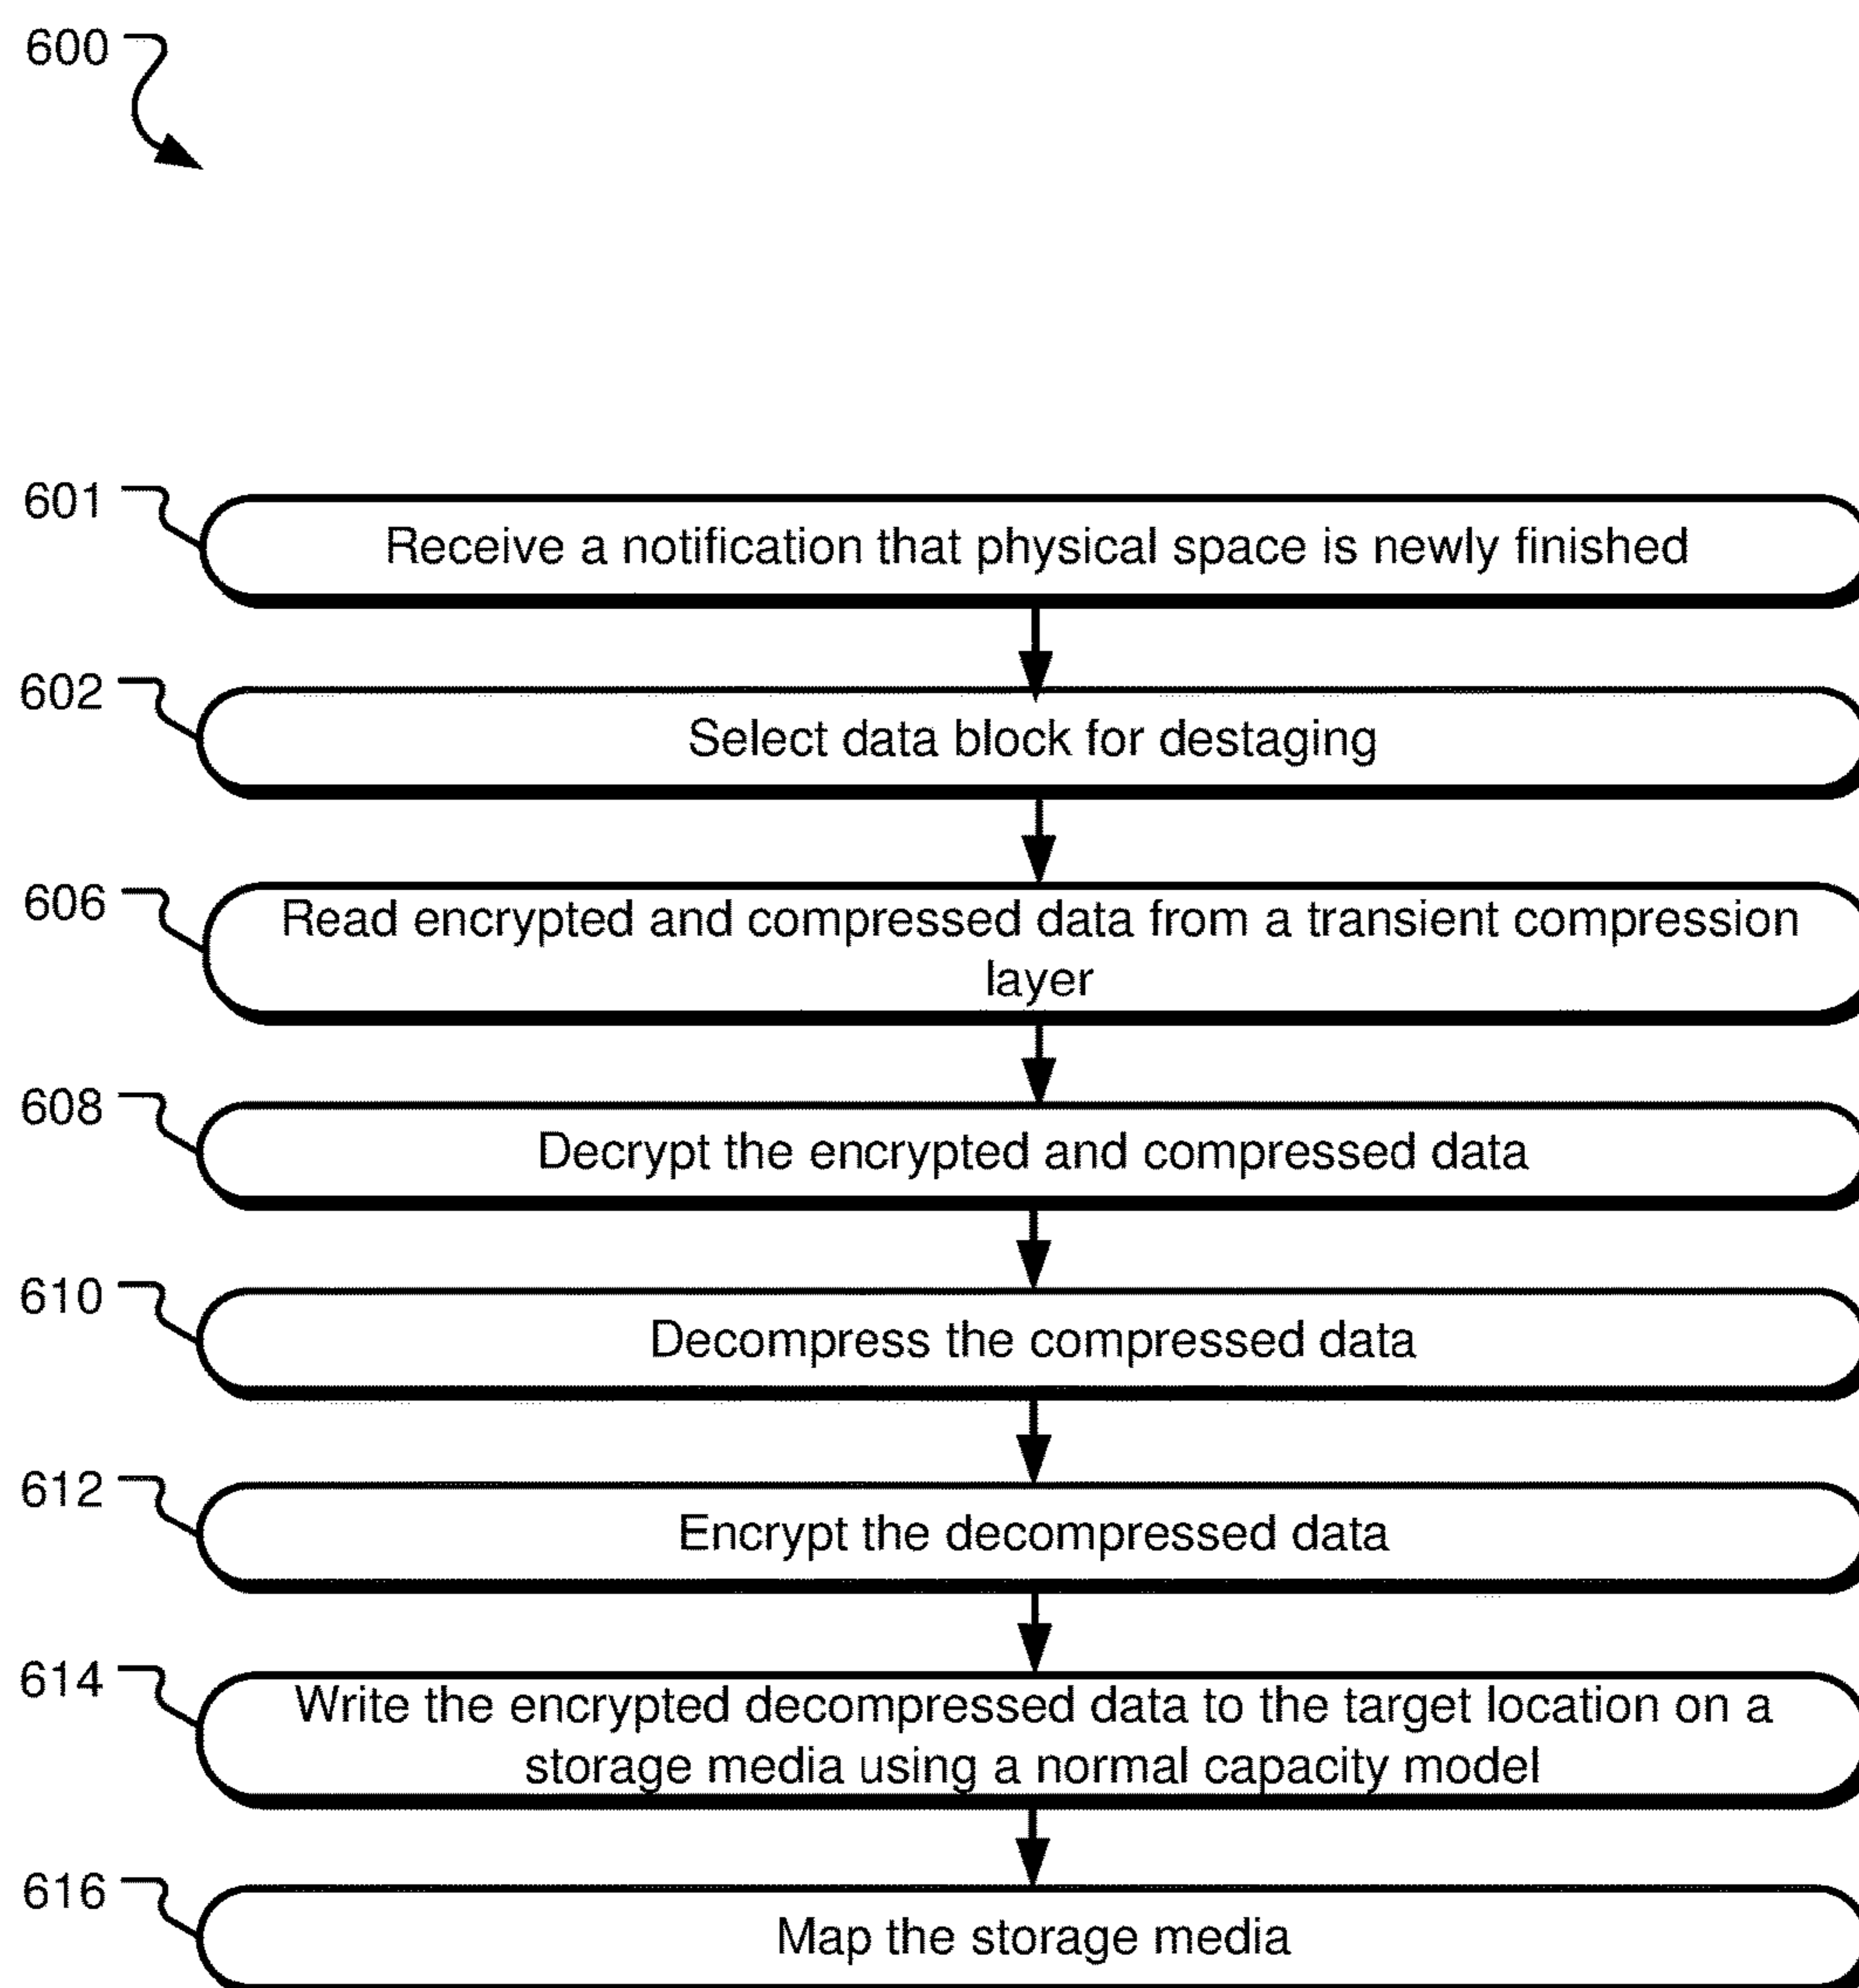 600
601
Receive a notification that physical space is newly finished
602
Select data block for destaging
606
Read encrypted and compressed data from a transient compression
layer
608
Decrypt the encrypted and compressed data
610
Decompress the compressed data
612
Encrypt the decompressed data
614
Write the encrypted decompressed data to the target location on a
storage media using a normal capacity model
616
Map the storage media